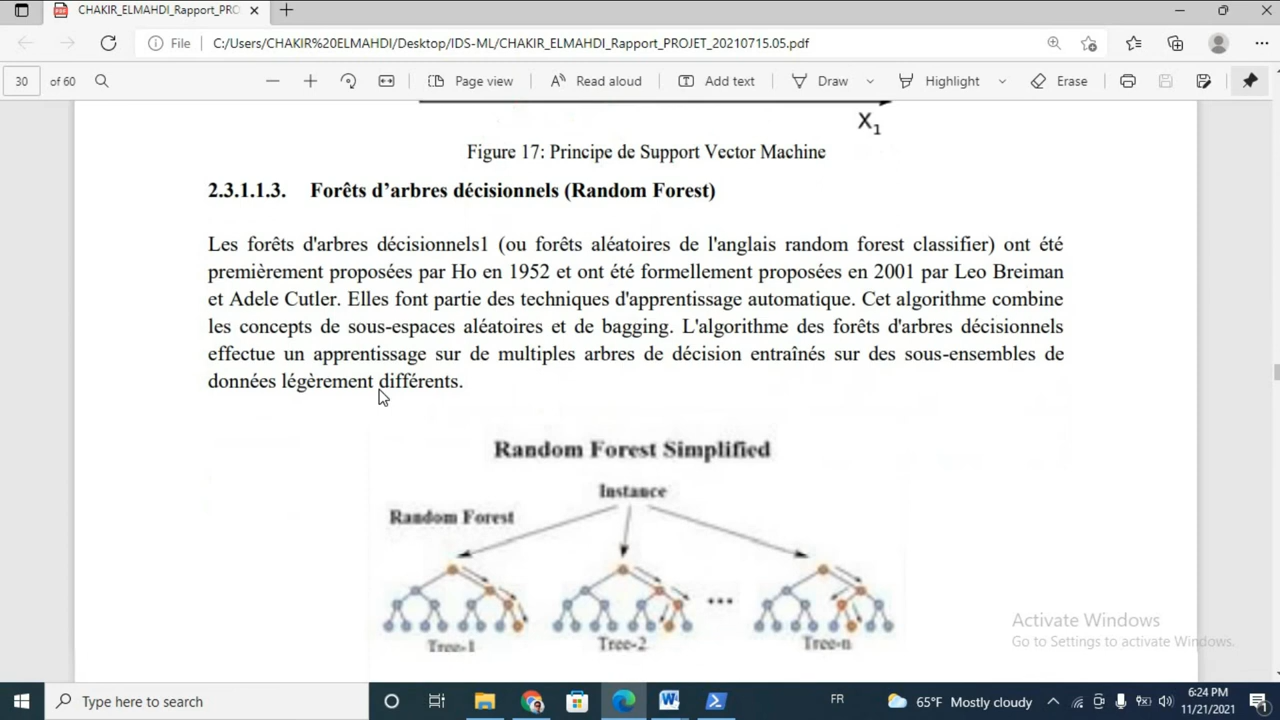 CHAKIR_ELMAHDI_Rapport_PRO
File
C:/Users/CHAKIR%20ELMAHDI/Desktop/IDS-ML/CHAKIR_ELMAHDI_Rapport_PROJET_20210715.05.pdf
30 of 60
Page view
Read aloud
Add text
Draw
Highlight
Erase
X1
Figure 17: Principe de Support Vector Machine
2.3.1.1.3. Forêts d’arbres décisionnels (Random Forest)
Les forêts d'arbres décisionnels1 (ou forêts aléatoires de l'anglais random forest classifier) ont été
premièrement proposées par Ho en 1952 et ont été formellement proposées en 2001 par Leo Breiman
et Adele Cutler. Elles font partie des techniques d'apprentissage automatique. Cet algorithme combine
les concepts de sous-espaces aléatoires et de bagging. L'algorithme des forêts d'arbres décisionnels
effectue un apprentissage sur de multiples arbres de décision entraînés sur des sous-ensembles de
données légèrement différents.
Random Forest Simplified
Instance
Random Forest
Tree-1
Tree-2
Tree-n
Activate Windows
Go to Settings to activate Windows.
Type here to search
FR
65°F Mostly cloudy
6:24 PM
11/21/2021